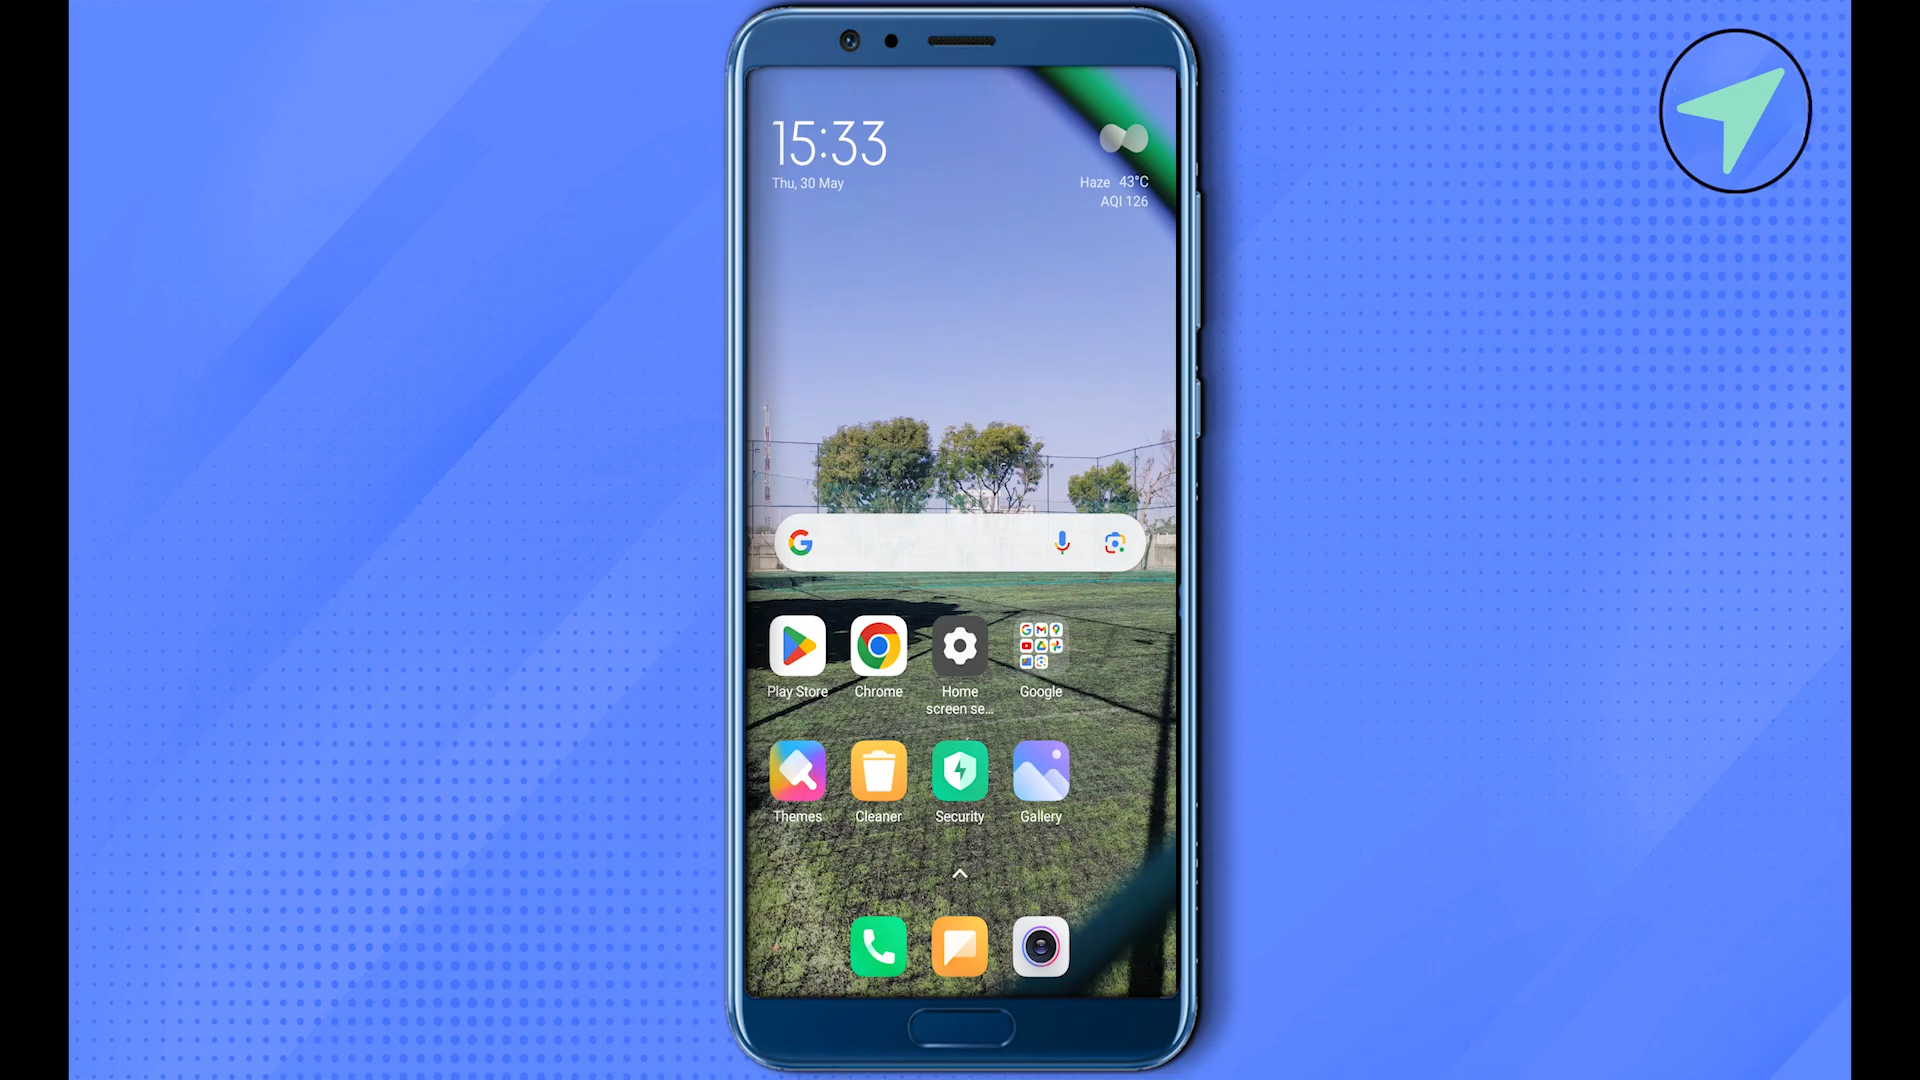 15:33
Thu, 30 May
Haze 43°C
AQI 126
Play Store
Chrome
Home
screen se...
Google
Themes
Cleaner
Security
Gallery